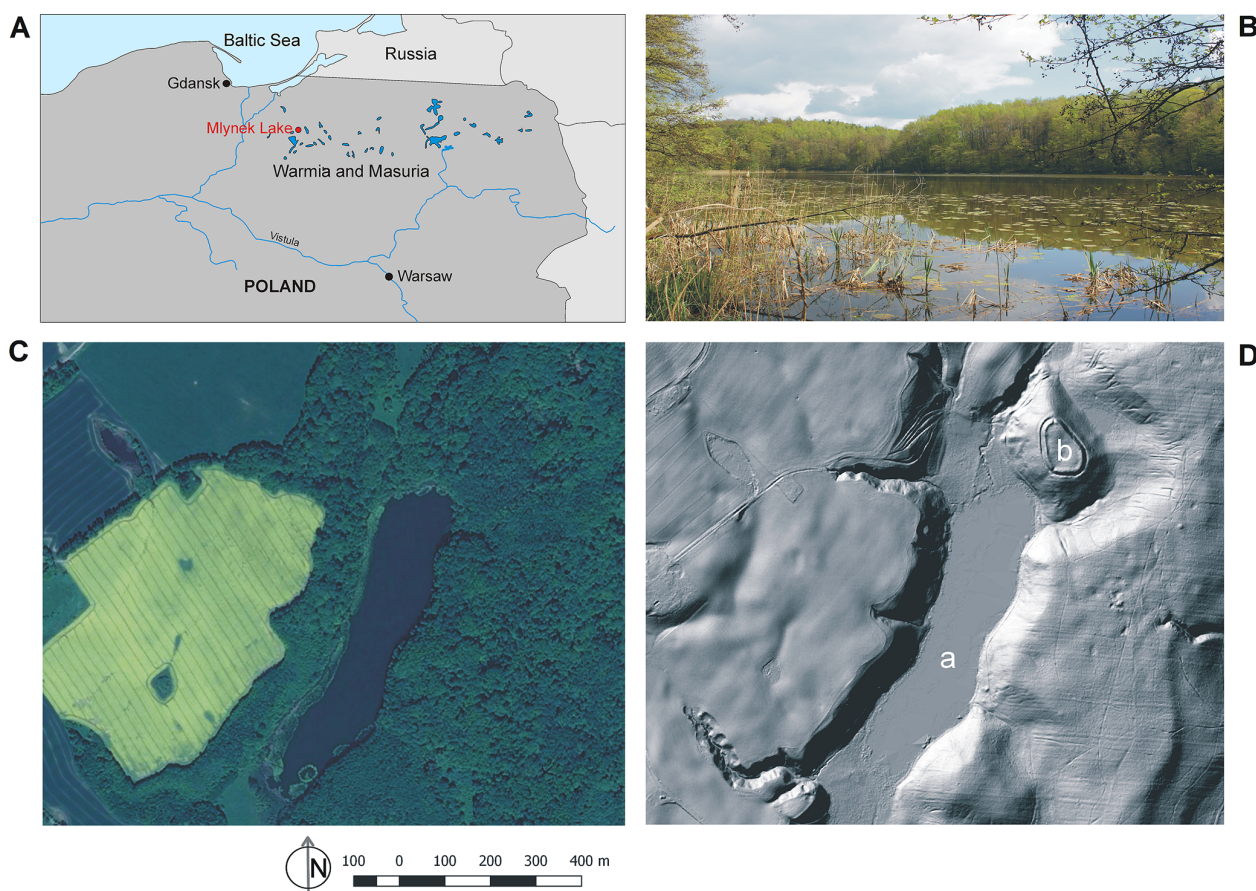 A
Baltic Sea
Russia
Gdansk
Mlynek Lake
Warmia and Masuria
Vistula
Warsaw
POLAND
B
C
D
b
a
N
100 0 100 200 300 400 m